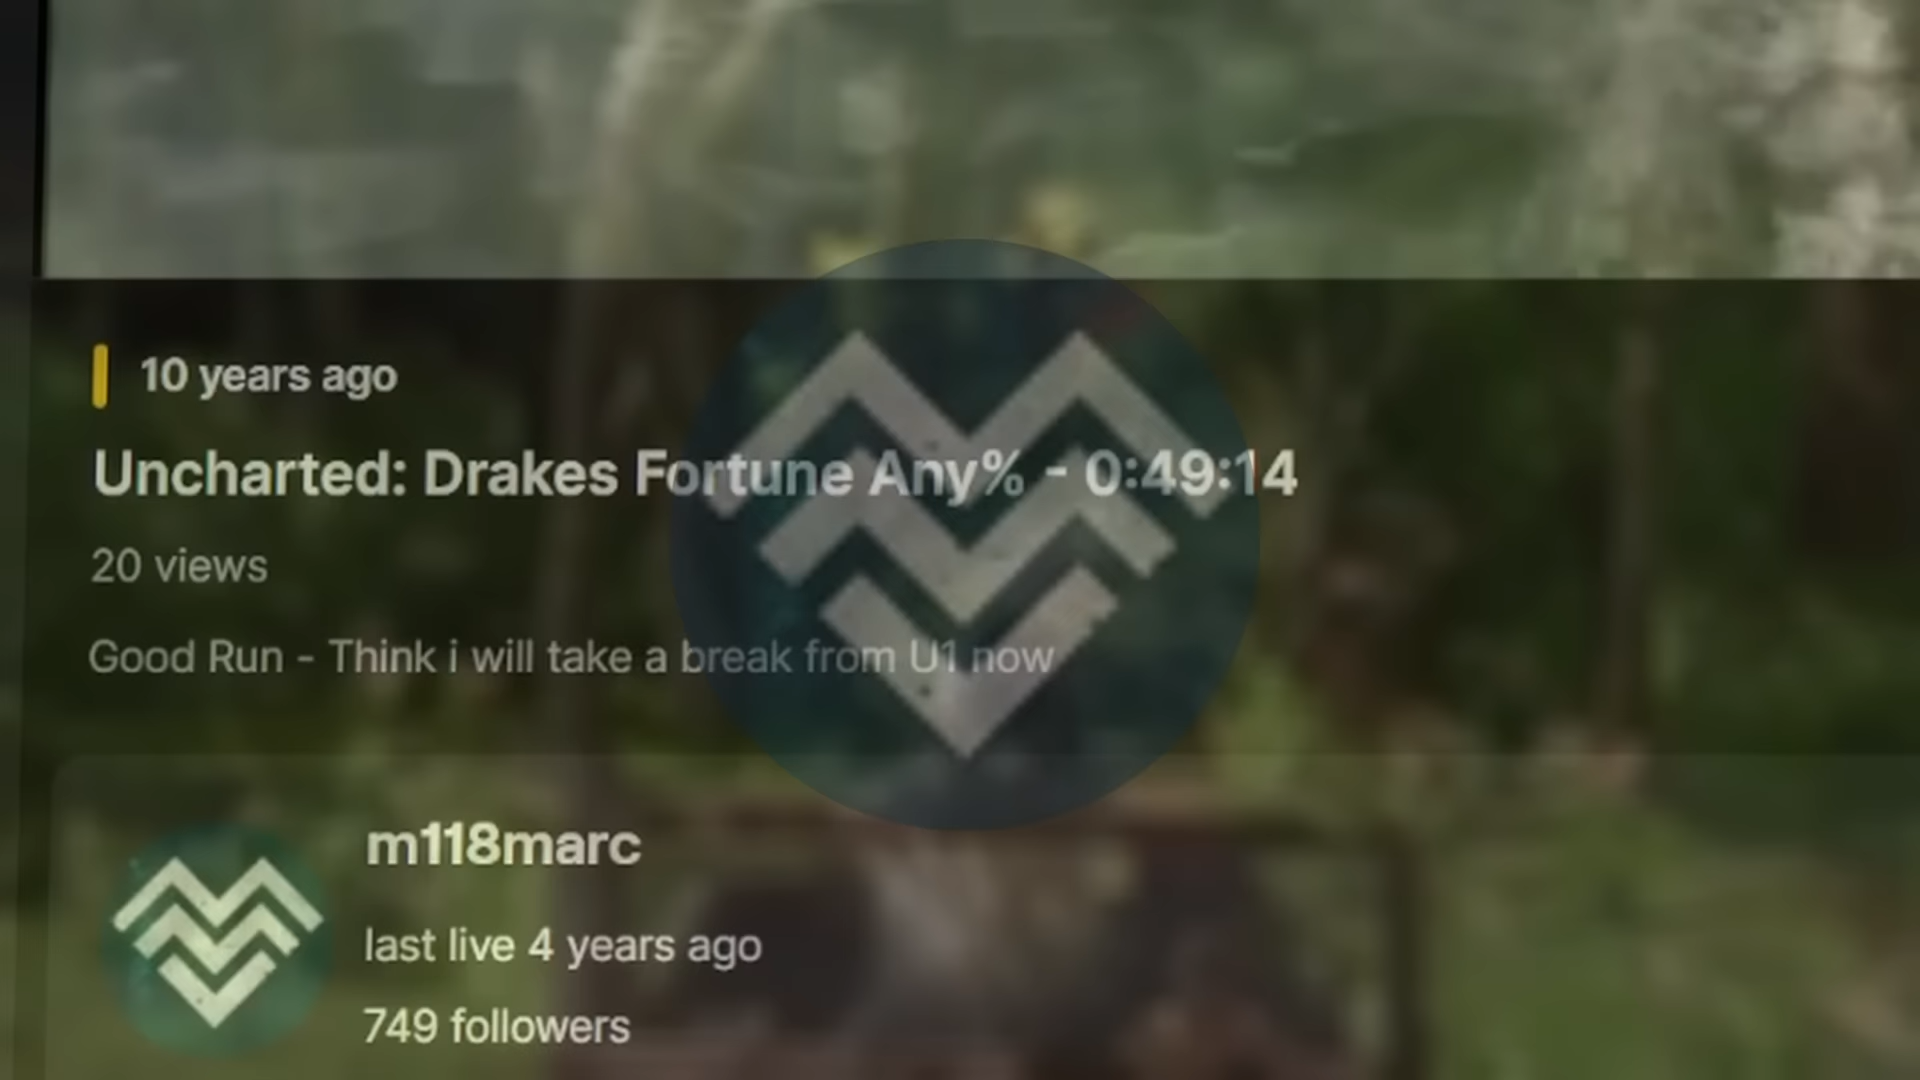 10 years ago
Uncharted: Drakes Fortune Any% - 0:49:14
20 views
Good Run - Think i will take a break from U1 now
m118marc
last live 4 years ago
749 followers